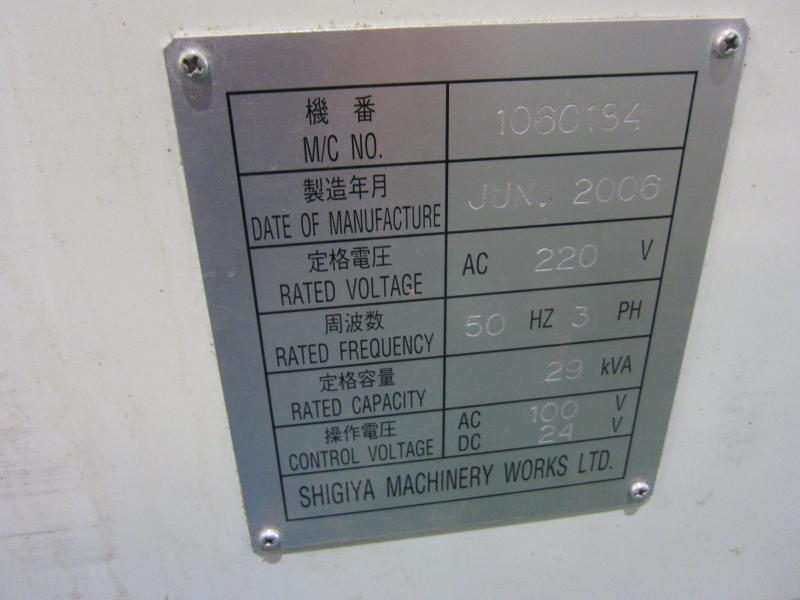 機番 1060184
M/C NO.
製造年月 JUN. 2006
DATE OF MANUFACTURE
定格電圧 AC 220 V
RATED VOLTAGE
周波数 50 HZ 3 PH
RATED FREQUENCY
定格容量 29 kVA
RATED CAPACITY
操作電圧 AC 100 V
CONTROL VOLTAGE DC 24 V
SHIGIYA MACHINERY WORKS LTD.